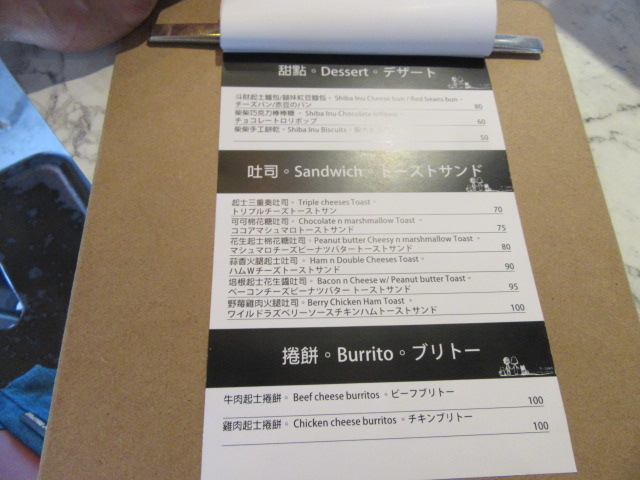 甜點。Dessert。デザート
Shiba Inu Cheese bun / Red beans bun。
チーズパン/赤豆のパン 80
柴柴巧克力棒棒糖。 Shiba Inu Chocolate
チョコレートロリポップ 60
柴柴手工餅乾。Shiba Inu Biscuits。
50
吐司。Sandwich。トーストサンド
起士三重奏吐司。 Triple cheeses Toast。
トリプルチーズトーストサン 70
可可棉花糖吐司。 Chocolate n marshmallow Toast 。
ココアマシュマロトーストサンド 75
花生起士棉花糖吐司。Peanut butter Cheesy n marshmallow Toast 。
マシュマロチーズピーナツバタートーストサンド 80
蒜香火腿起士吐司。 Ham n Double Cheeses Toast 。
ハムWチーズトーストサンド 90
培根起士花生醬吐司。Bacon n Cheese w/ Peanut butter Toast 。
ベーコンチーズピーナツバタートーストサンド 95
野莓雞肉火腿吐司。Berry Chicken Ham Toast 。
ワイルドラズベリーソースチキンハムトーストサンド 100
捲餅。Burrito。ブリトー
牛肉起士捲餅。 Beef cheese burritos 。ビーフブリトー 100
雞肉起士捲餅。 Chicken cheese burritos 。チキンブリトー 100